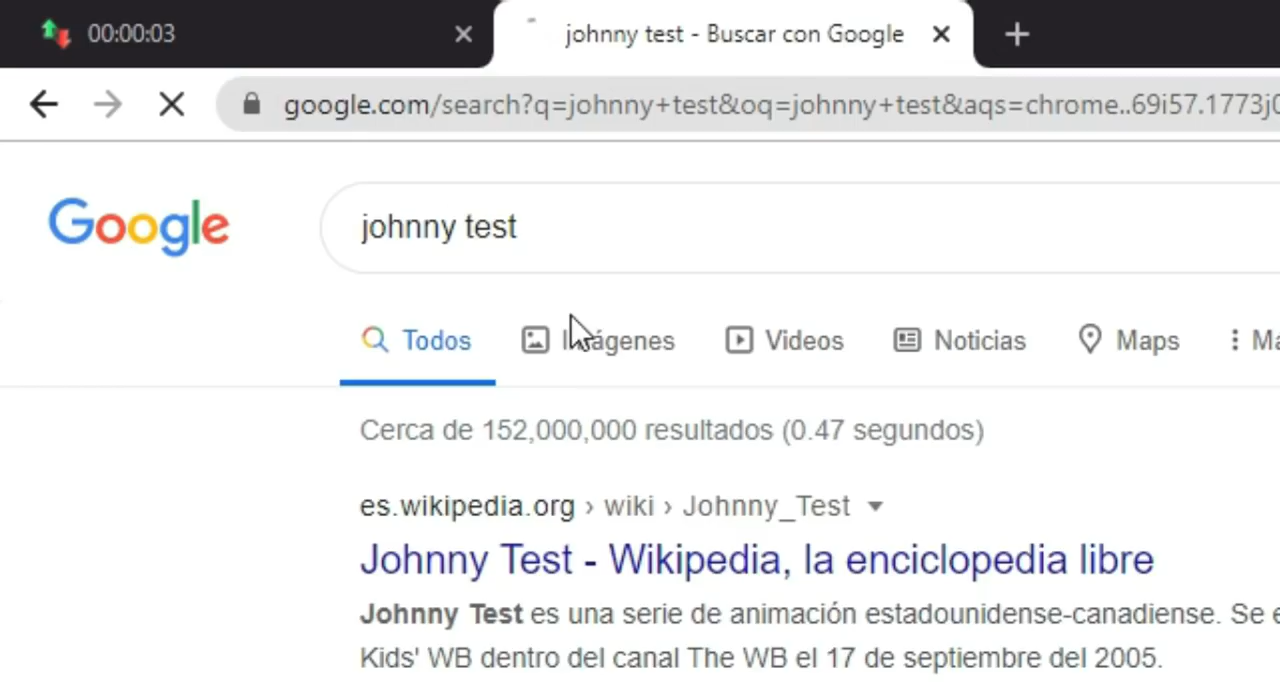 00:00:03
johnny test - Buscar con Google
google.com/search?q=johnny+test&oq=johnny+test&aqs=chrome..69i57.1773j0
Google
johnny test
Todos Imágenes Videos Noticias Maps
Cerca de 152,000,000 resultados (0.47 segundos)
es.wikipedia.org › wiki › Johnny_Test
Johnny Test - Wikipedia, la enciclopedia libre
Johnny Test es una serie de animación estadounidense-canadiense. Se
Kids' WB dentro del canal The WB el 17 de septiembre del 2005.